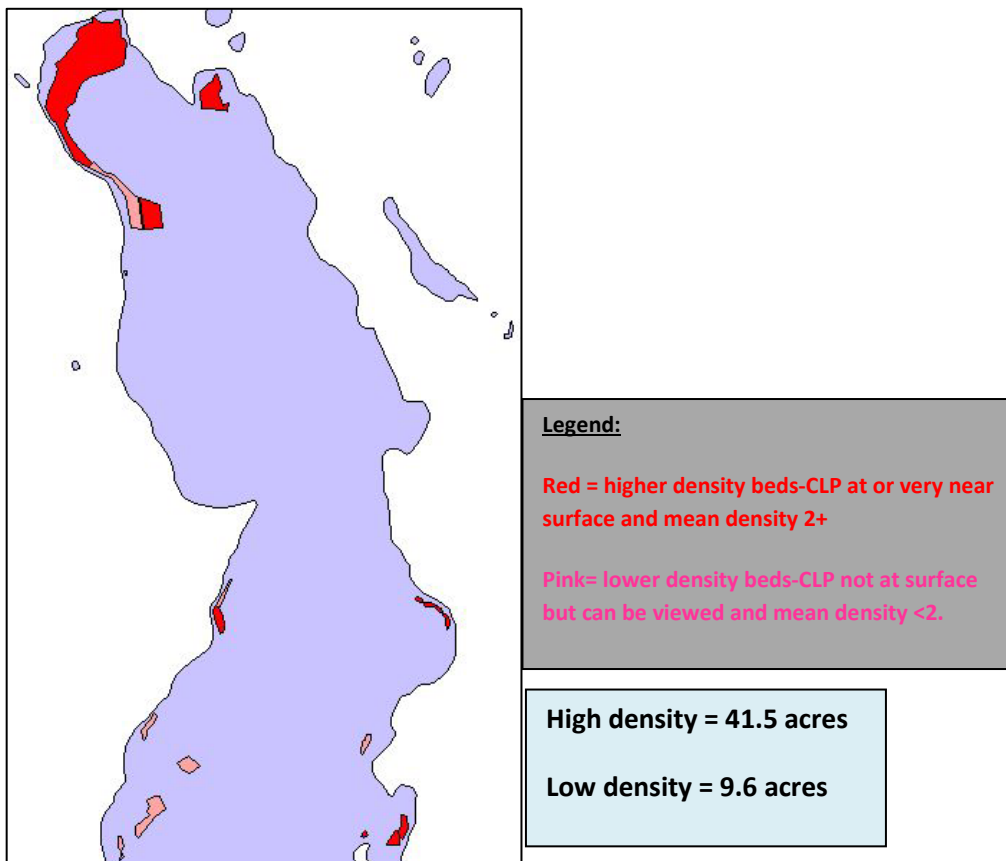 Legend:
Red = higher density beds-CLP at or very near
surface and mean density 2+
Pink= lower density beds-CLP not at surface
but can be viewed and mean density <2.
High density = 41.5 acres
Low density = 9.6 acres